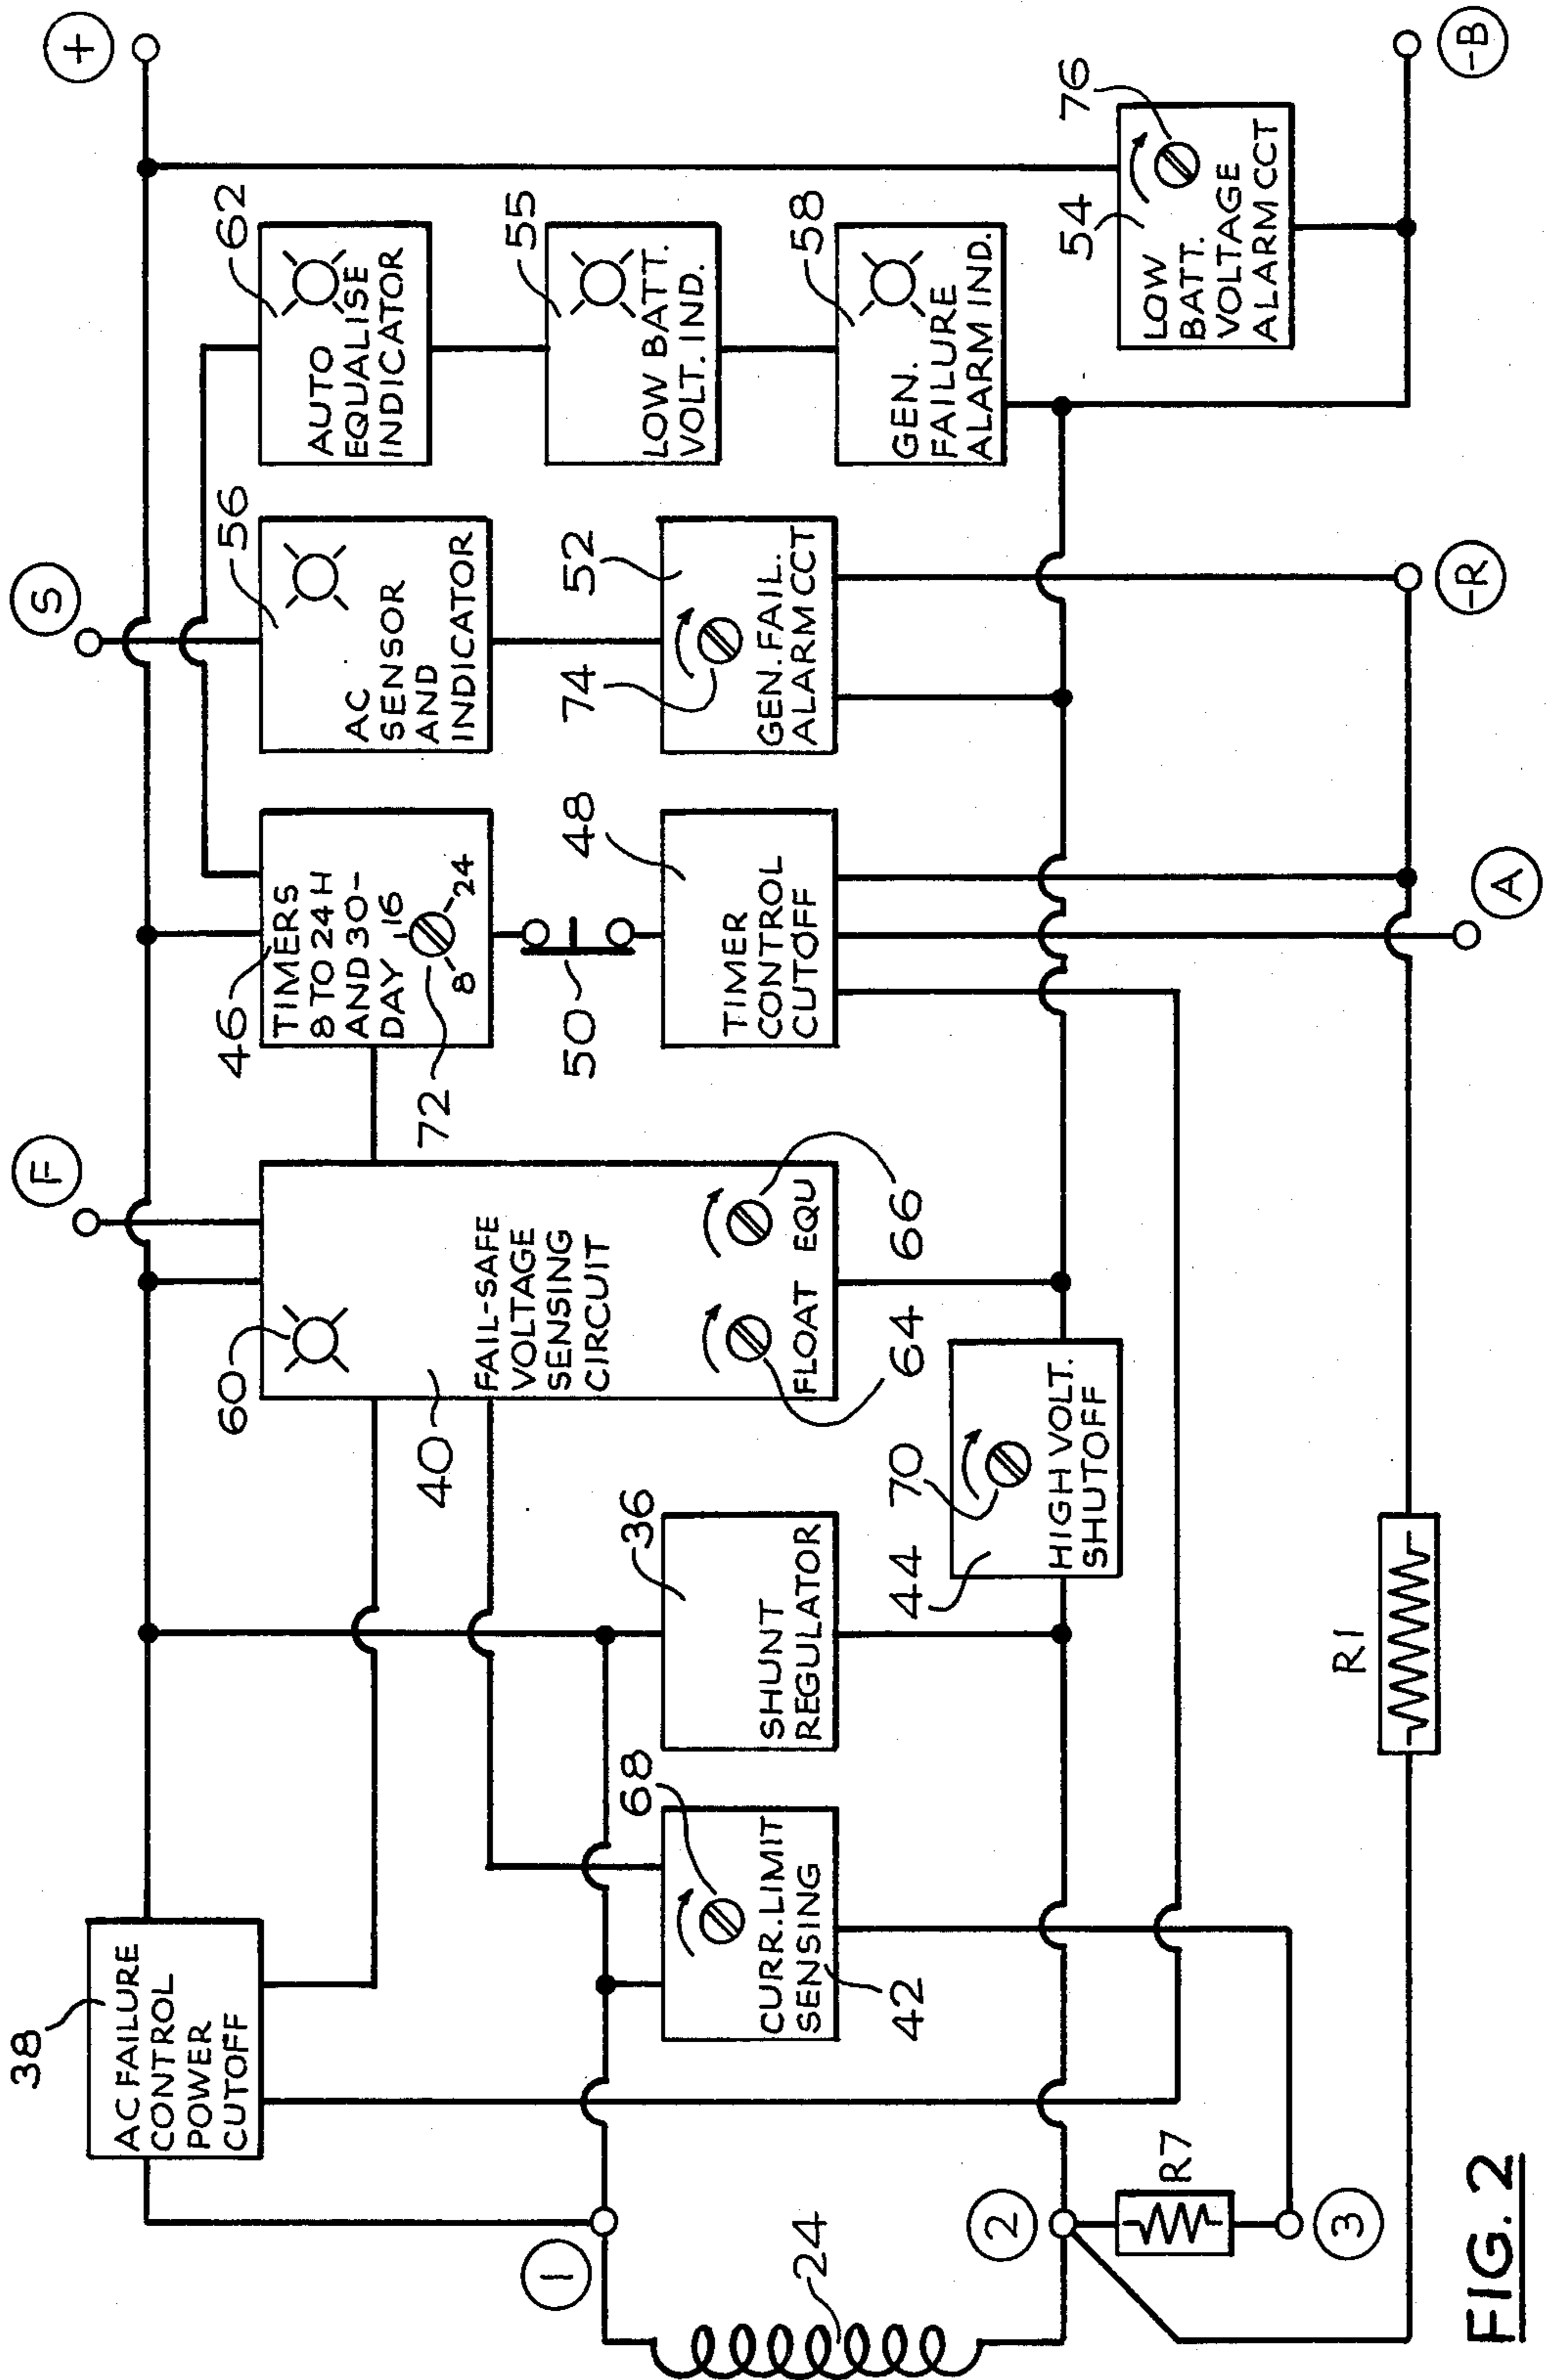 +
S
F
-B
-R
A
38
AC FAILURE
CONTROL
POWER
CUTOFF
60
40
FAIL-SAFE
VOLTAGE
SENSING
CIRCUIT
FLOAT EQU
64
66
46
TIMERS
8 TO 24 H
AND 30-
DAY
16
8
24
72
50
48
TIMER
CONTROL
CUTOFF
56
AC
SENSOR
AND
INDICATOR
74
52
GEN. FAIL.
ALARM CCT
62
AUTO
EQUALISE
INDICATOR
55
LOW BATT.
VOLT. IND.
58
GEN.
FAILURE
ALARM IND.
54
76
LOW
BATT.
VOLTAGE
ALARM CCT
68
CURR. LIMIT
SENSING
42
36
SHUNT
REGULATOR
70
44
HIGH VOLT.
SHUTOFF
1
24
2
R7
3
R1
FIG. 2